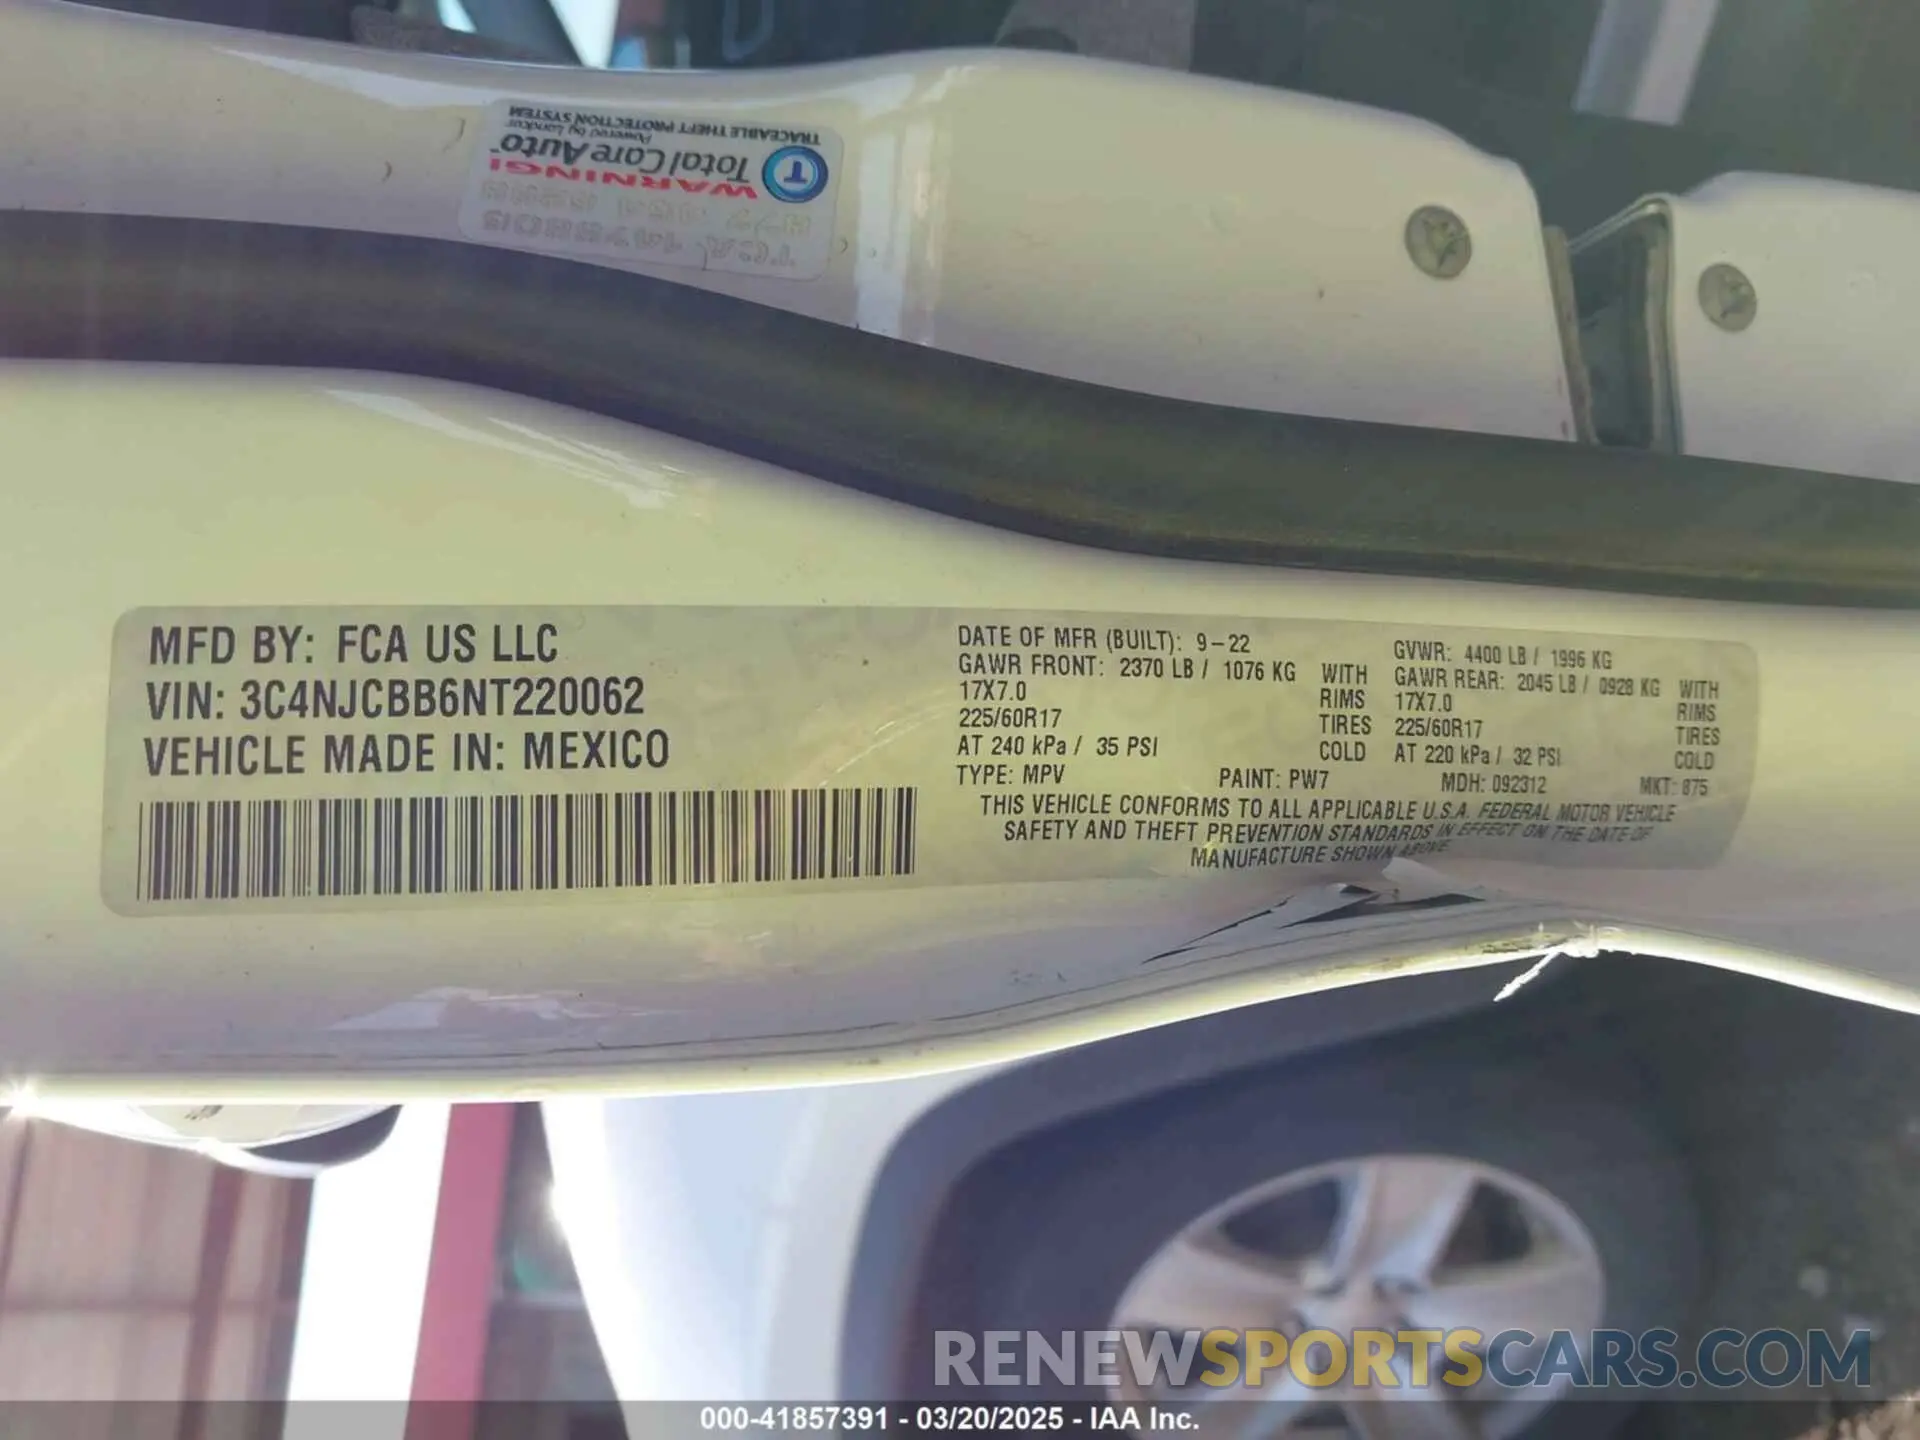 TRACEABLE THEFT PROTECTION SYSTEM
Powered by Landcar
Total Care Auto
WARNING!
T
MFD BY: FCA US LLC
VIN: 3C4NJCBB6NT220062
VEHICLE MADE IN: MEXICO
DATE OF MFR (BUILT): 9-22 GVWR: 4400 LB / 1996 KG
GAWR FRONT: 2370 LB / 1076 KG WITH GAWR REAR: 2045 LB / 0928 KG WITH
17X7.0 RIMS 17X7.0 RIMS
225/60R17 TIRES 225/60R17 TIRES
AT 240 kPa / 35 PSI COLD AT 220 kPa / 32 PSI COLD
TYPE: MPV PAINT: PW7 MDH: 092312 MKT: 875
THIS VEHICLE CONFORMS TO ALL APPLICABLE U.S.A. FEDERAL MOTOR VEHICLE
SAFETY AND THEFT PREVENTION STANDARDS IN EFFECT ON THE DATE OF
MANUFACTURE SHOWN ABOVE
RENEWSPORTSCARS.COM
000-41857391 - 03/20/2025 - IAA Inc.